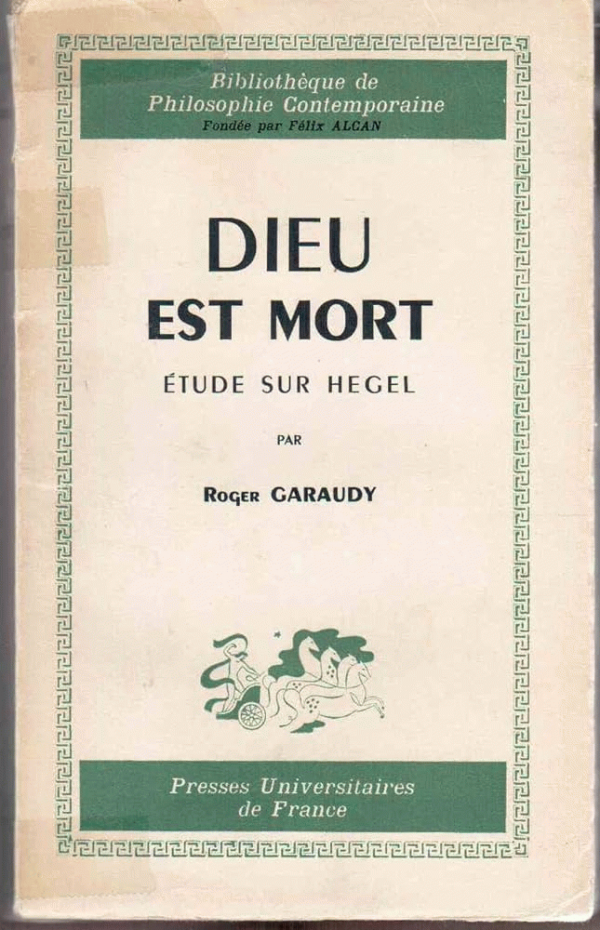 Bibliothèque de
Philosophie Contemporaine
Fondée par Félix ALCAN
DIEU
EST MORT
ÉTUDE SUR HEGEL
PAR
ROGER GARAUDY
Presses Universitaires
de France